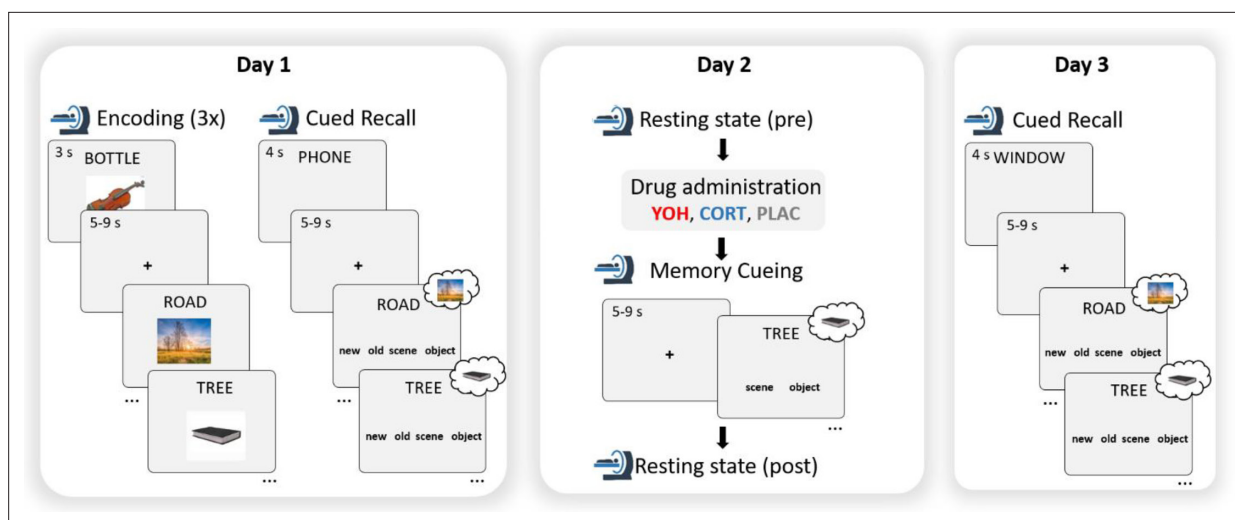 Day 1
Encoding (3x)
3 s
BOTTLE
5-9 s
+
ROAD
...
TREE
...
Cued Recall
4 s
PHONE
5-9 s
+
ROAD
new old scene object
...
TREE
new old scene object
...
Day 2
Resting state (pre)
Drug administration
YOH, CORT, PLAC
Memory Cueing
5-9 s
+
TREE
scene object
...
Resting state (post)
Day 3
Cued Recall
4 s WINDOW
5-9 s
+
ROAD
new old scene object
...
TREE
new old scene object
...